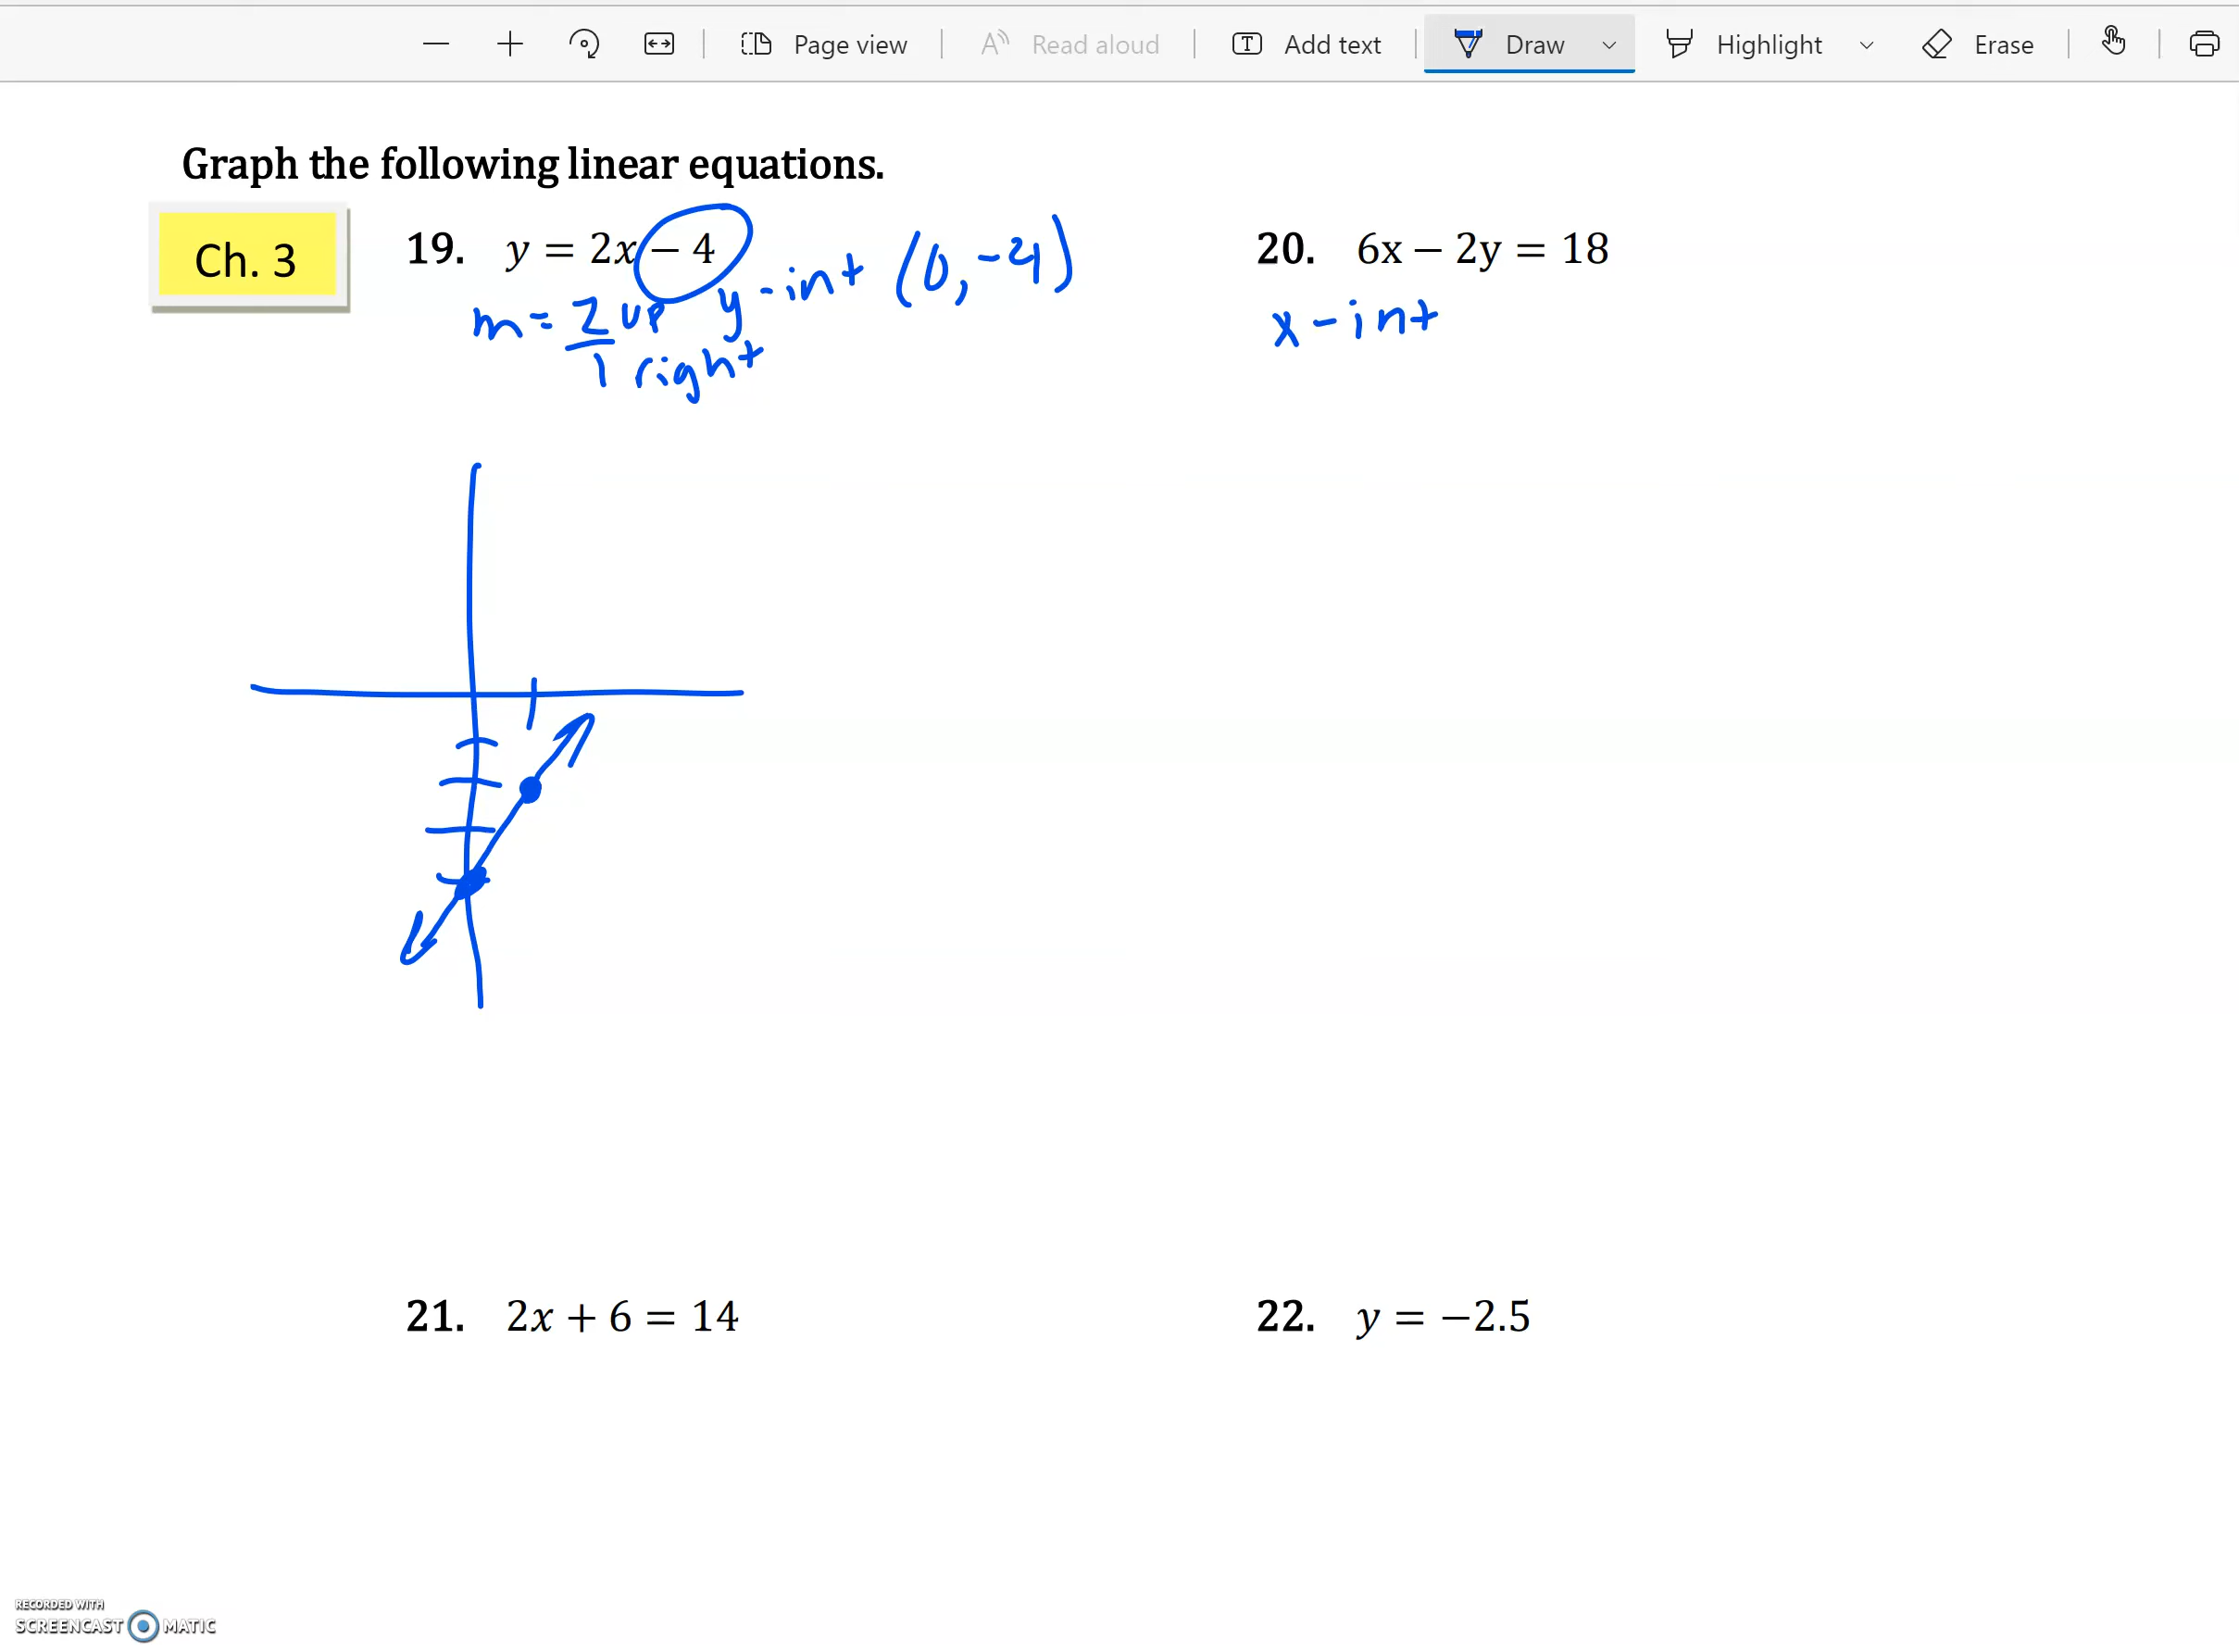 Page view Read aloud Add text Draw Highlight Erase
Graph the following linear equations.
Ch. 3
19. y = 2x − 4
y-int (0, -4)
m = 2/1 up right
20. 6x − 2y = 18
x-int
21. 2x + 6 = 14
22. y = −2.5
RECORDED WITH
SCREENCAST MATIC